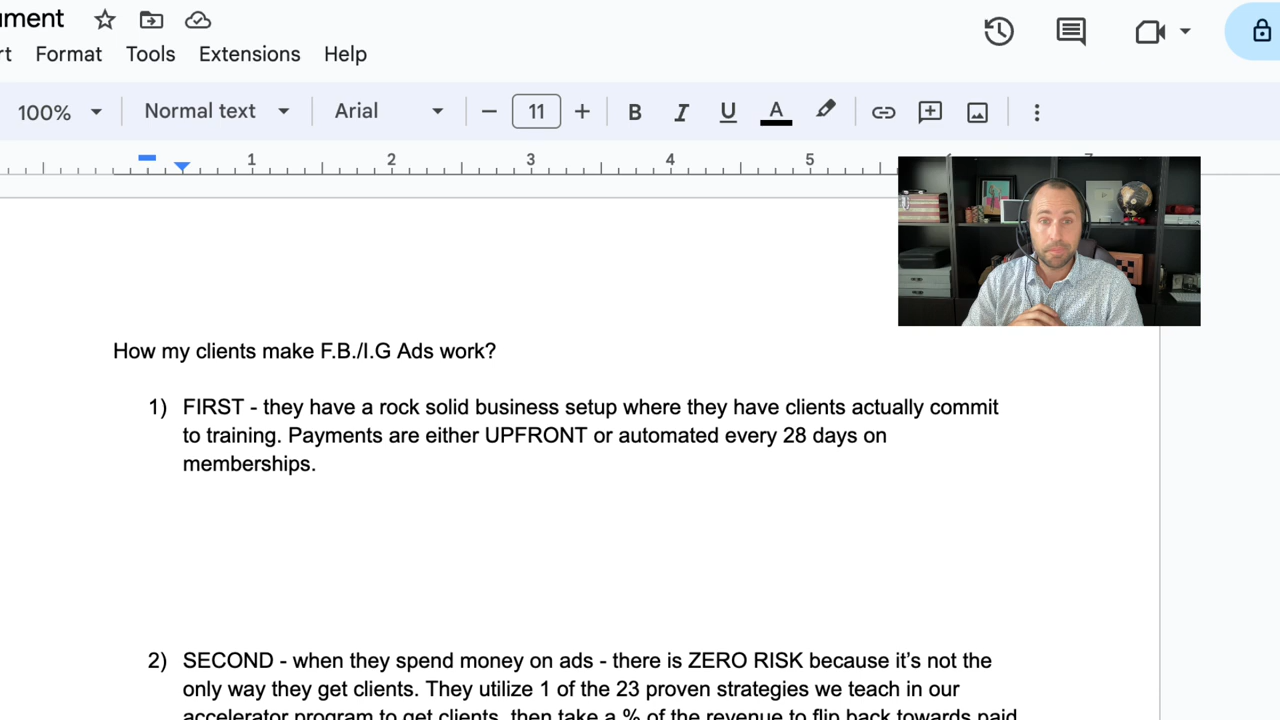 ument
rt Format Tools Extensions Help
100% Normal text Arial 11 B I U A
1 2 3 4 5
How my clients make F.B./I.G Ads work?
1) FIRST - they have a rock solid business setup where they have clients actually commit
to training. Payments are either UPFRONT or automated every 28 days on
memberships.
2) SECOND - when they spend money on ads - there is ZERO RISK because it's not the
only way they get clients. They utilize 1 of the 23 proven strategies we teach in our
accelerator program to get clients, then take a % of the revenue to flip back towards paid